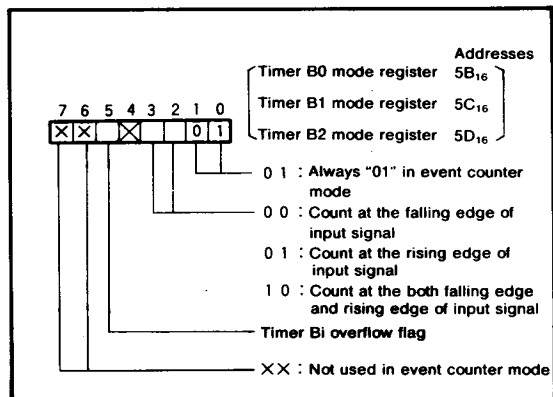 Addresses
Timer B0 mode register 5B₁₆
Timer B1 mode register 5C₁₆
Timer B2 mode register 5D₁₆
7 6 5 4 3 2 1 0
× × × 0 1
0 1 : Always "01" in event counter
mode
0 0 : Count at the falling edge of
input signal
0 1 : Count at the rising edge of
input signal
1 0 : Count at the both falling edge
and rising edge of input signal
Timer Bi overflow flag
×× : Not used in event counter mode